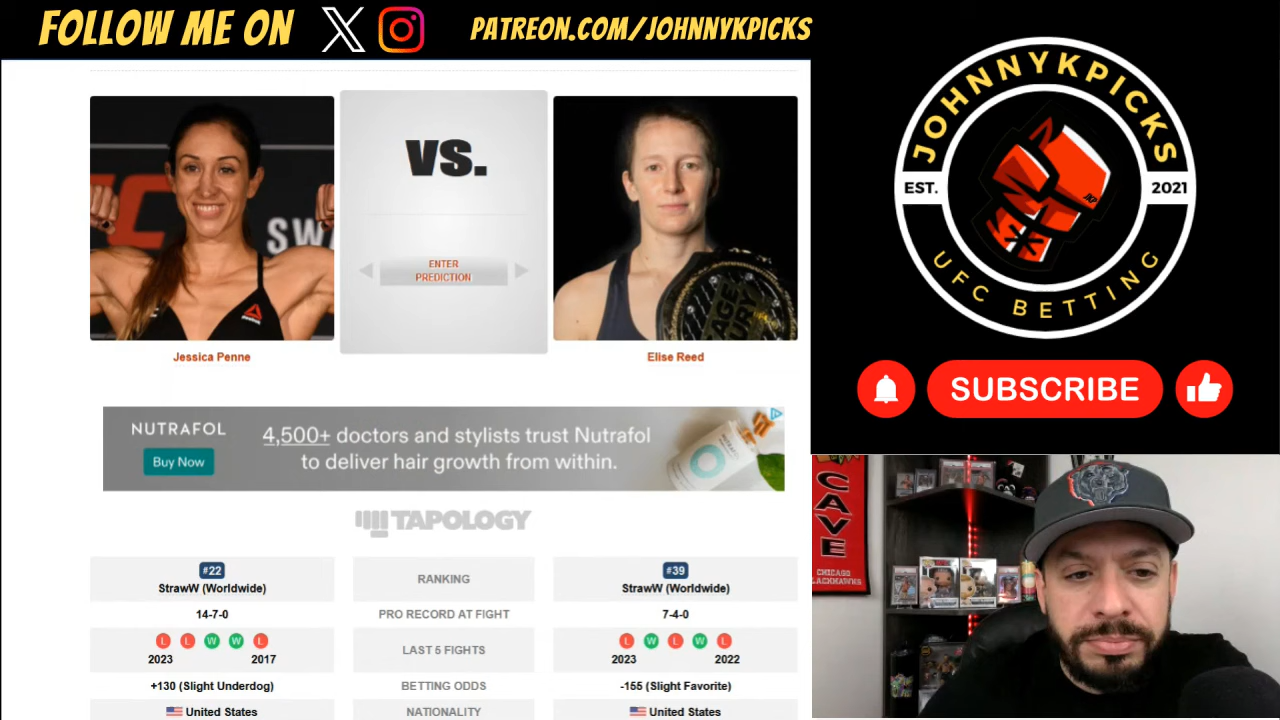 FOLLOW ME ON
PATREON.COM/JOHNNYKPICKS
SWA
VS.
ENTER
PREDICTION
CAGE
FURY
Jessica Penne
Elise Reed
NUTRAFOL
Buy Now
4,500+ doctors and stylists trust Nutrafol
to deliver hair growth from within.
TAPOLOGY
#22
StrawW (Worldwide)
RANKING
#39
StrawW (Worldwide)
14-7-0
PRO RECORD AT FIGHT
7-4-0
L L W W L
2023 2017
LAST 5 FIGHTS
L W L W L
2023 2022
+130 (Slight Underdog)
BETTING ODDS
-155 (Slight Favorite)
United States
NATIONALITY
United States
JOHNNYKPICKS
EST.
2021
JKP
UFC BETTING
SUBSCRIBE
CAVE
CHICAGO
BLACKHAWKS